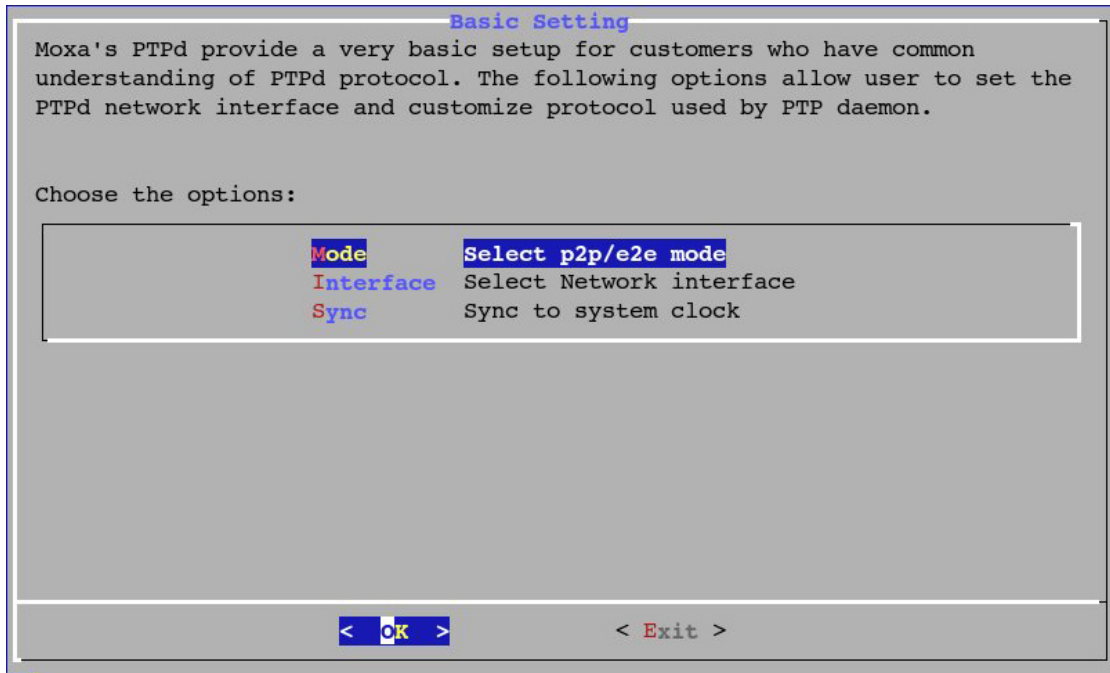 Basic Setting
Moxa's PTPd provide a very basic setup for customers who have common
understanding of PTPd protocol. The following options allow user to set the
PTPd network interface and customize protocol used by PTP daemon.
Choose the options:
Mode Select p2p/e2e mode
Interface Select Network interface
Sync Sync to system clock
< OK > < Exit >